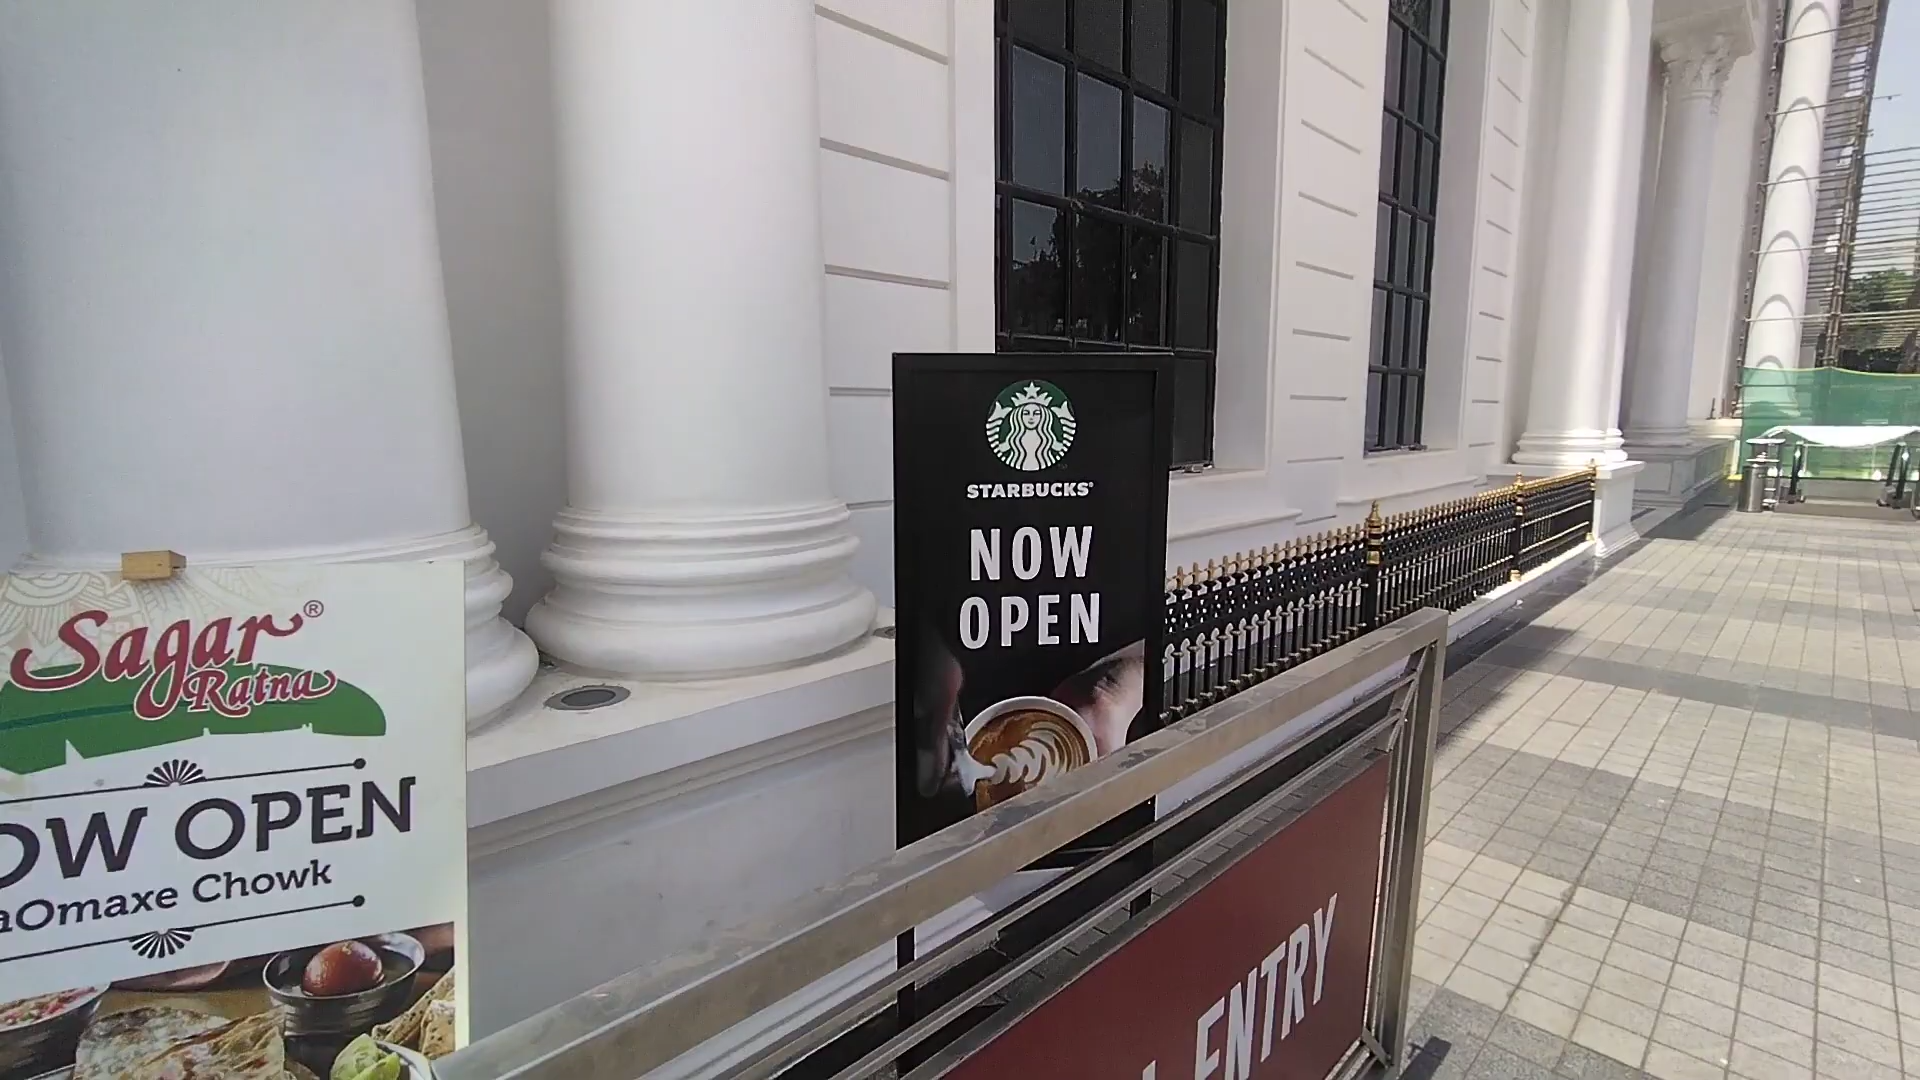 Sagar®
Ratna
OW OPEN
aOmaxe Chowk
STARBUCKS®
NOW
OPEN
ENTRY